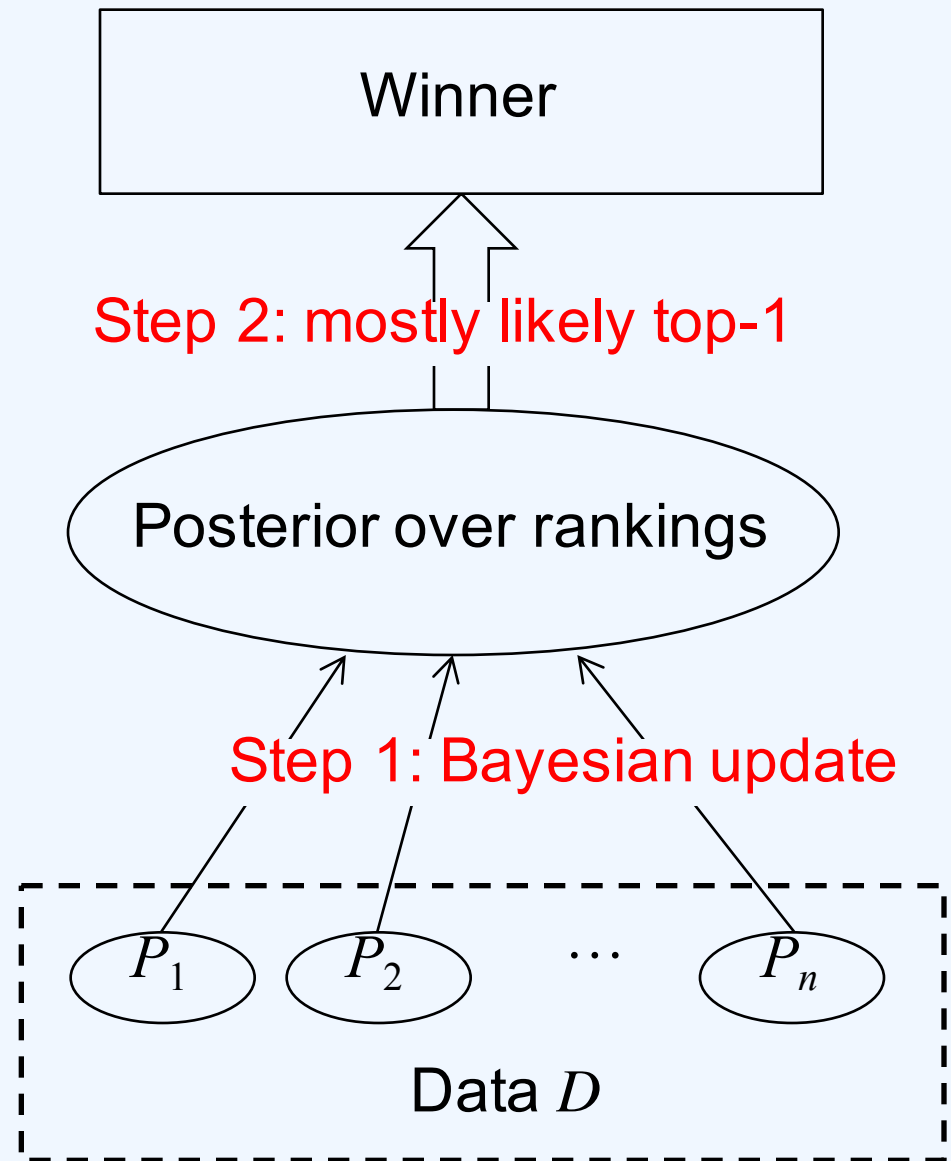 Winner
Step 2: mostly likely top-1
Posterior over rankings
Step 1: Bayesian update
P₁ P₂ … Pₙ
Data D